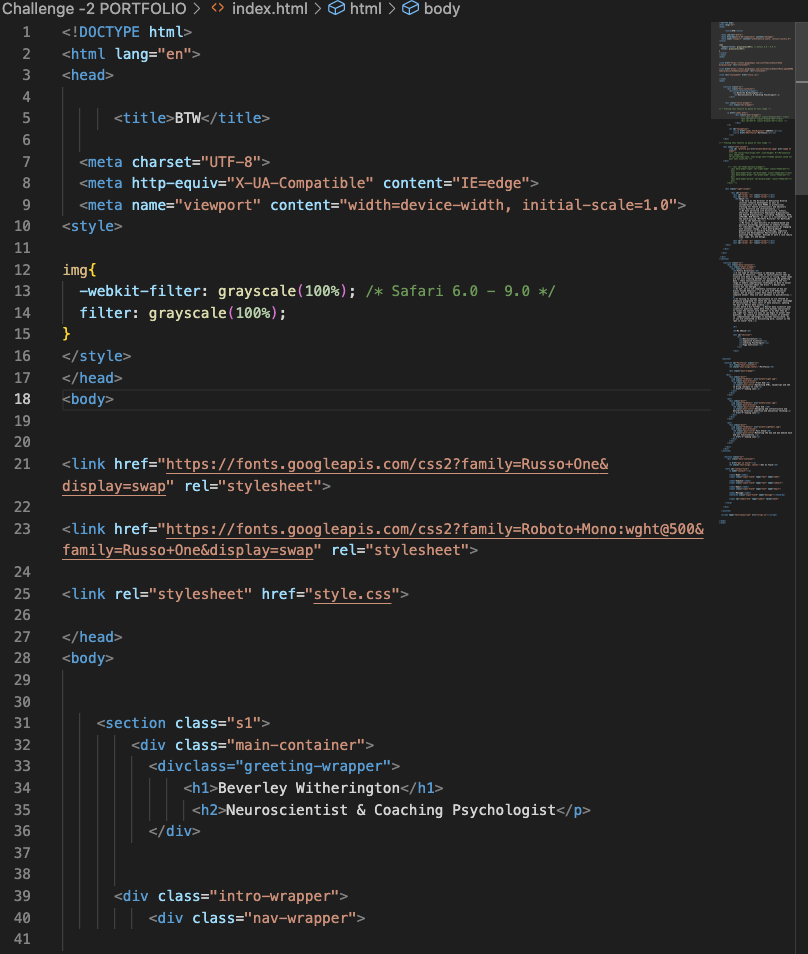 Challenge -2 PORTFOLIO > <> index.html > html > body
1 <!DOCTYPE html>
2 <html lang="en">
3 <head>
4
5 <title>BTW</title>
6
7 <meta charset="UTF-8">
8 <meta http-equiv="X-UA-Compatible" content="IE=edge">
9 <meta name="viewport" content="width=device-width, initial-scale=1.0">
10 <style>
11
12 img{
13 -webkit-filter: grayscale(100%); /* Safari 6.0 - 9.0 */
14 filter: grayscale(100%);
15 }
16 </style>
17 </head>
18 <body>
19
20
21 <link href="https://fonts.googleapis.com/css2?family=Russo+One&
display=swap" rel="stylesheet">
22
23 <link href="https://fonts.googleapis.com/css2?family=Roboto+Mono:wght@500&
family=Russo+One&display=swap" rel="stylesheet">
24
25 <link rel="stylesheet" href="style.css">
26
27 </head>
28 <body>
29
30
31 <section class="s1">
32 <div class="main-container">
33 <divclass="greeting-wrapper">
34 <h1>Beverley Witherington</h1>
35 <h2>Neuroscientist & Coaching Psychologist</p>
36 </div>
37
38
39 <div class="intro-wrapper">
40 <div class="nav-wrapper">
41